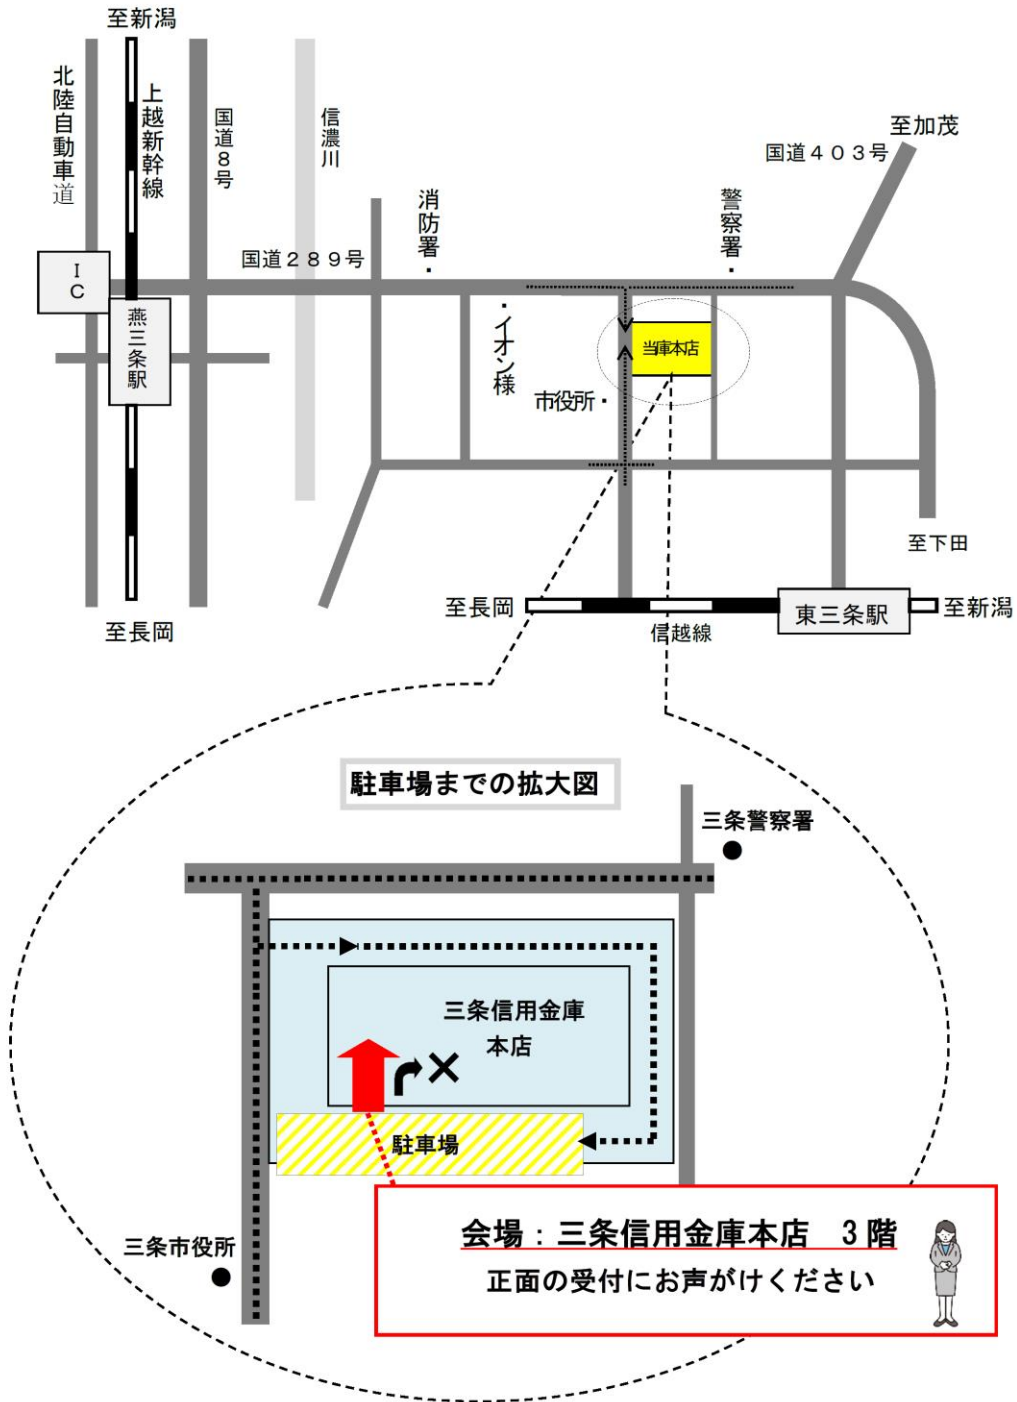 至新潟
北陸自動車道
上越新幹線
国道8号
信濃川
至加茂
国道４０３号
消防署・
警察署・
国道２８９号
ＩＣ
燕三条駅
・イオン様
当庫本店
市役所・
至下田
至長岡
至長岡
信越線
東三条駅
至新潟
駐車場までの拡大図
三条警察署
三条信用金庫
本店
駐車場
三条市役所
会場：三条信用金庫本店　3階
正面の受付にお声がけください